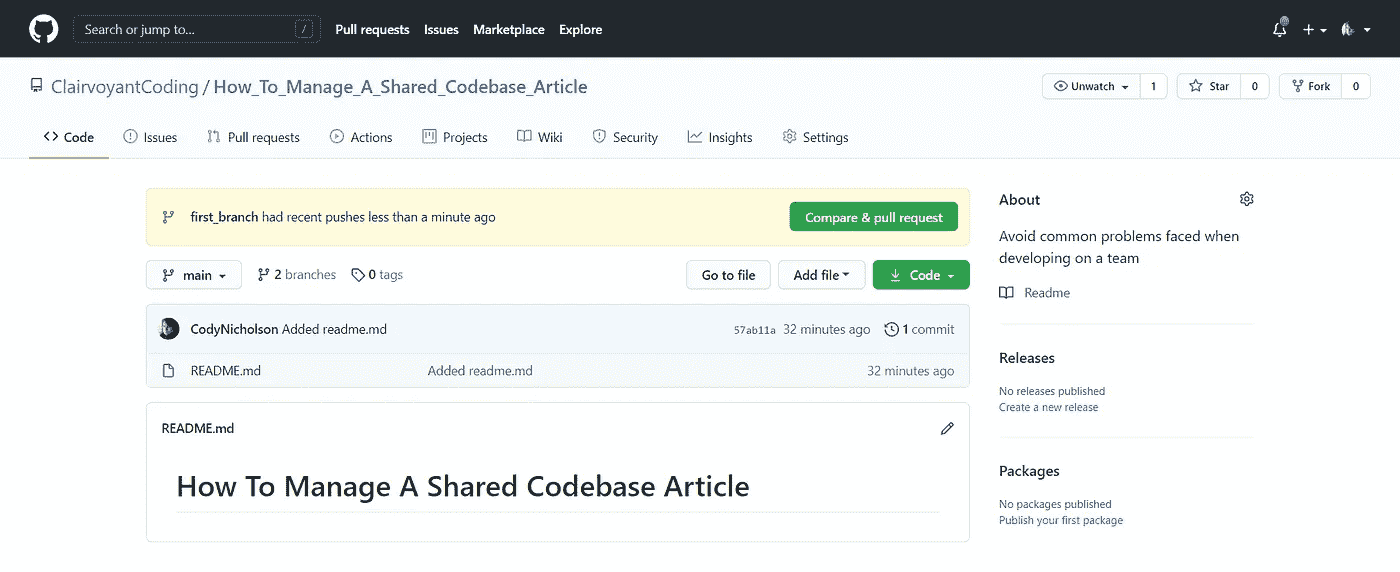 Search or jump to... /
Pull requests Issues Marketplace Explore
ClairvoyantCoding / How_To_Manage_A_Shared_Codebase_Article
Unwatch 1 Star 0 Fork 0
Code Issues Pull requests Actions Projects Wiki Security Insights Settings
first_branch had recent pushes less than a minute ago
Compare & pull request
main 2 branches 0 tags
Go to file Add file Code
CodyNicholson Added readme.md 57ab11a 32 minutes ago 1 commit
README.md Added readme.md 32 minutes ago
README.md
How To Manage A Shared Codebase Article
About
Avoid common problems faced when
developing on a team
Readme
Releases
No releases published
Create a new release
Packages
No packages published
Publish your first package